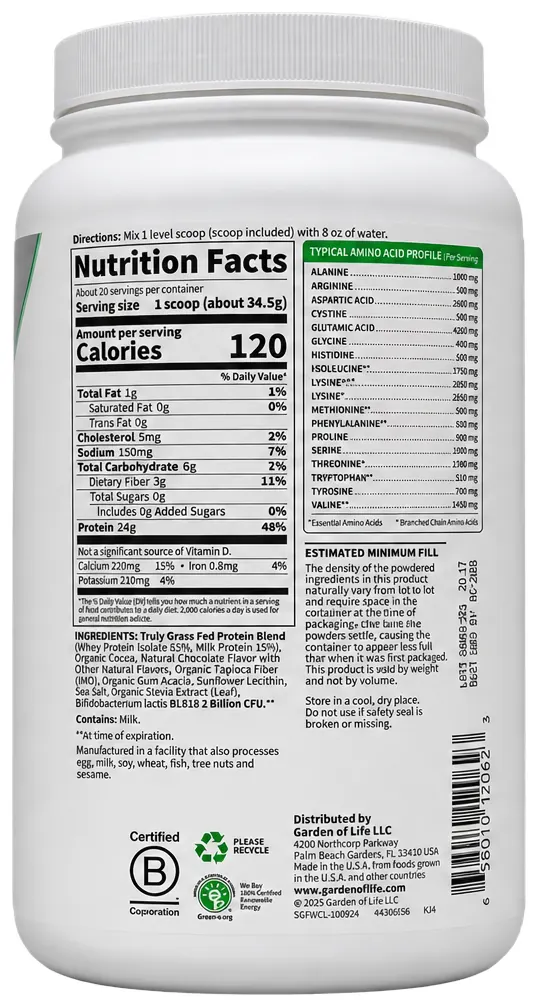 Directions: Mix 1 level scoop (scoop included) with 8 oz of water.
Nutrition Facts
About 20 servings per container
Serving size 1 scoop (about 34.5g)
Amount per serving
Calories 120
% Daily Value*
Total Fat 1g 1%
Saturated Fat 0g 0%
Trans Fat 0g
Cholesterol 5mg 2%
Sodium 150mg 7%
Total Carbohydrate 6g 2%
Dietary Fiber 3g 11%
Total Sugars 0g
Includes 0g Added Sugars 0%
Protein 24g 48%
Not a significant source of Vitamin D.
Calcium 220mg 15% • Iron 0.8mg 4%
Potassium 210mg 4%
*The % Daily Value (DV) tells you how much a nutrient in a serving
of food contributes to a daily diet. 2,000 calories a day is used for
general nutrition
INGREDIENTS: Truly Grass Fed Protein Blend
(Whey Protein Isolate 65%, Milk Protein 15%),
Organic Cocea, Natural Chocolate Flavor with
Other Natural Flavors, Organic Tapioca Fiber
(IMO), Organic Gum Acacia, Sunflower Lecithin,
Sea Salt, Organic Stevia Extract (Leaf),
Bifidobacterium lactis BL818 2 Billion CFU.**
Contains: Milk.
**At time of expiration.
Manufactured in a facility that also processes
egg, milk, soy, wheat, fish, tree nuts and
sesame.
TYPICAL AMINO ACID PROFILE | Per Serving
ALANINE 1000 mg
ARGININE 500 mg
ASPARTIC ACID 2600 mg
CYSTINE 500 mg
GLUTAMIC ACID 4200 mg
GLYCINE 400 mg
HISTIDINE 500 mg
ISOLEUCINE*° 1750 mg
LYSINE 2050 mg
LYSINE* 2650 mg
METHIONINE** 500 mg
PHENYLALANINE** mg
PROLINE 900 mg
SERIKE 1000 mg
THREONINE* mg
TRYPTOPHAN** 510 mg
TYROSINE 700 mg
VALINE** 1450 mg
*Essential Amino Acids *Branched Chain Amino Acids
ESTIMATED MINIMUM FILL
The density of the powdered
ingredients in this product
naturally vary from lot to lot
and require space in the
container at the time of
packaging. the
powders settle, causing the
container to appear less full
than when it was first packaged.
This product is sold by weight
and not by volume.
Store in a cool, dry place.
Do not use if safety seal is
broken or missing.
Certified
B
Corporation
PLEASE
RECYCLE
We Buy
100% Certified
Renewable
Energy
Green-e.org
Distributed by
Garden of Life LLC
4200 Northcorp Parkway
Palm Beach Gardens, FL 33410 USA
Made in the U.S.A. from foods grown
in the U.S.A. and other countries
www.gardenoflife.com
© 2025 Garden of Life LLC
SGFWCL-100924 44306156 KJ4
6 58010 12062 3